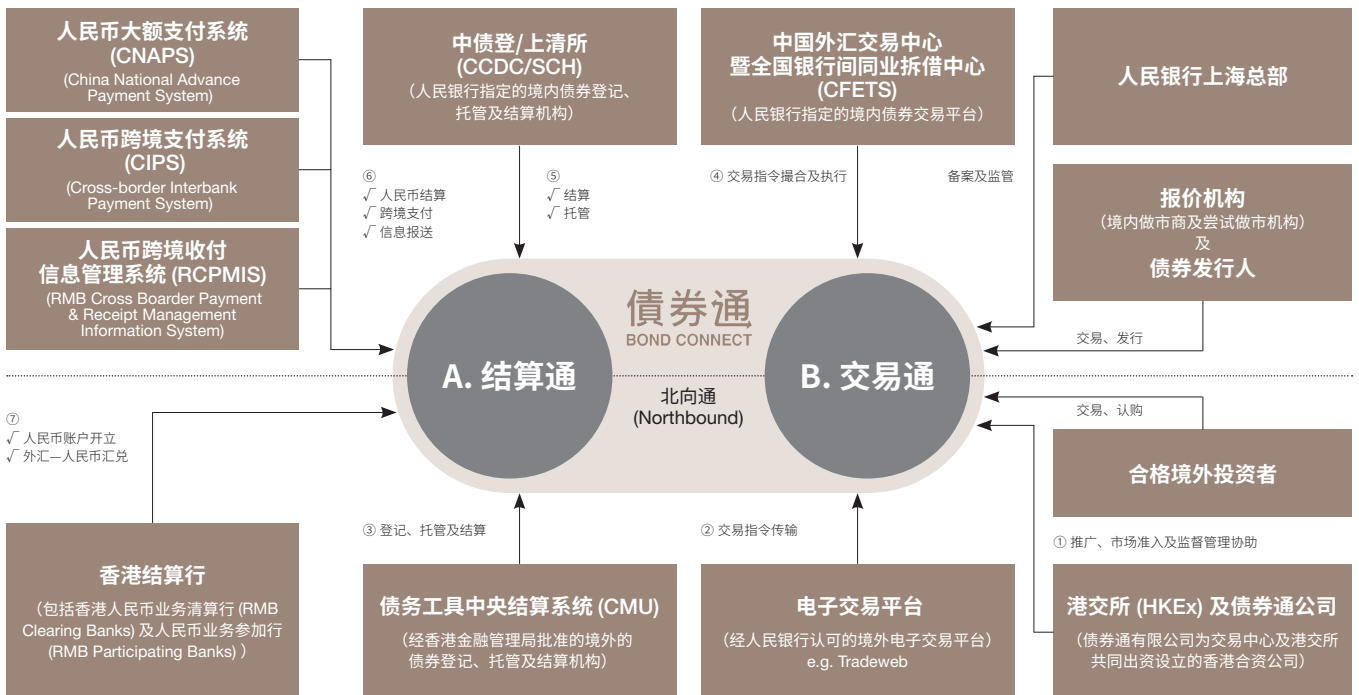 人民币大额支付系统
(CNAPS)
(China National Advance
Payment System)
中债登/上清所
(CCDC/SCH)
（人民银行指定的境内债券登记、
托管及结算机构）
中国外汇交易中心
暨全国银行间同业拆借中心
(CFETS)
（人民银行指定的境内债券交易平台）
人民银行上海总部
人民币跨境支付系统
(CIPS)
(Cross-border Interbank
Payment System)
⑥
√ 人民币结算
√ 跨境支付
√ 信息报送
⑤
√ 结算
√ 托管
④ 交易指令撮合及执行
备案及监管
报价机构
（境内做市商及尝试做市机构）
及
债券发行人
人民币跨境收付
信息管理系统 (RCPMIS)
(RMB Cross Boarder Payment
& Receipt Management
Information System)
債券通
BOND CONNECT
交易、发行
A. 结算通
B. 交易通
北向通
(Northbound)
交易、认购
⑦
√ 人民币账户开立
√ 外汇—人民币汇兑
合格境外投资者
③ 登记、托管及结算
② 交易指令传输
① 推广、市场准入及监督管理协助
香港结算行
（包括香港人民币业务清算行 (RMB
Clearing Banks) 及人民币业务参加行
(RMB Participating Banks) ）
债务工具中央结算系统 (CMU)
（经香港金融管理局批准的境外的
债券登记、托管及结算机构）
电子交易平台
（经人民银行认可的境外电子交易平台）
e.g. Tradeweb
港交所 (HKEx) 及债券通公司
（债券通有限公司为交易中心及港交所
共同出资设立的香港合资公司）